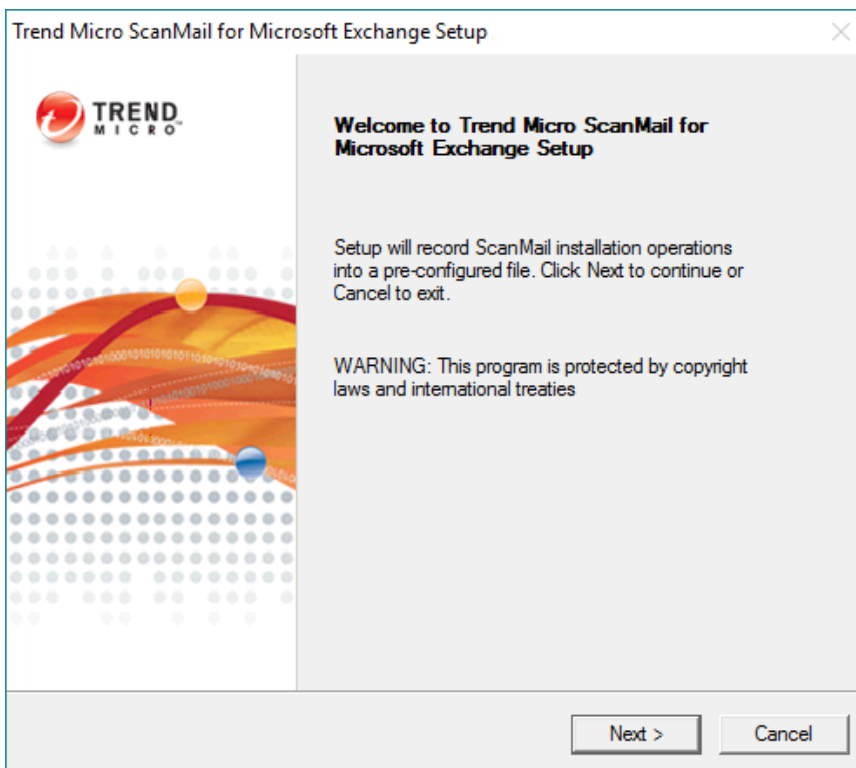 Trend Micro ScanMail for Microsoft Exchange Setup
TREND
MICRO
Welcome to Trend Micro ScanMail for
Microsoft Exchange Setup
Setup will record ScanMail installation operations
into a pre-configured file. Click Next to continue or
Cancel to exit.
WARNING: This program is protected by copyright
laws and international treaties
Next >
Cancel